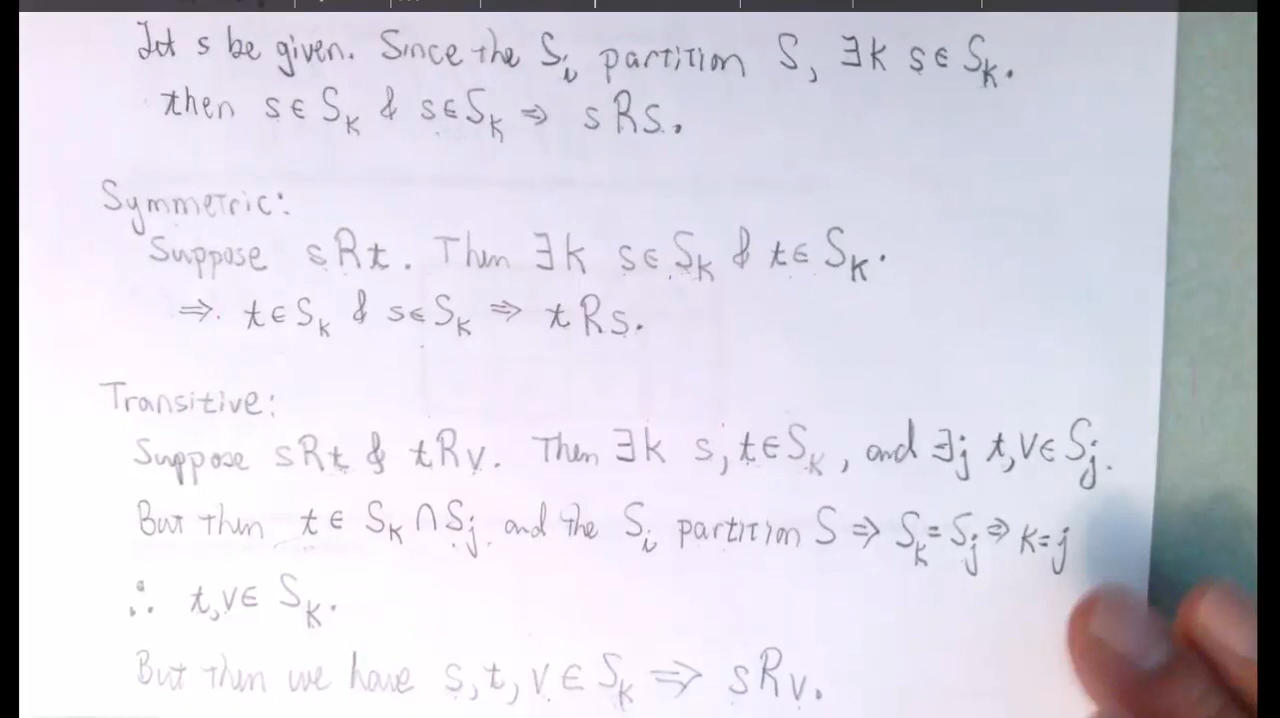 Let s be given. Since the Sᵢ partition S, ∃k s∈Sₖ.
then s∈Sₖ & s∈Sₖ ⇒ sRs.
Symmetric:
Suppose sRt. Then ∃k s∈Sₖ & t∈Sₖ.
⇒ t∈Sₖ & s∈Sₖ ⇒ tRs.
Transitive:
Suppose sRt & tRv. Then ∃k s,t∈Sₖ, and ∃j t,v∈Sⱼ.
But then t∈Sₖ∩Sⱼ and the Sᵢ partition S ⇒ Sₖ=Sⱼ ⇒ k=j
∴ t,v∈Sₖ.
But then we have s,t,v∈Sₖ ⇒ sRv.